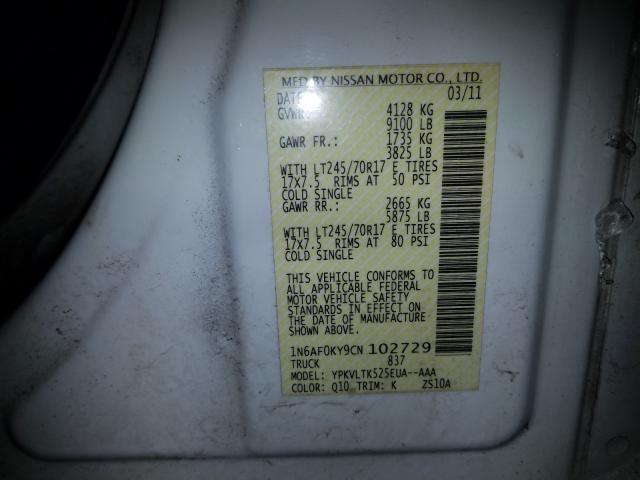 MFD BY NISSAN MOTOR CO., LTD.
DATE: 03/11
GVWR: 4128 KG
9100 LB
GAWR FR.: 1735 KG
3825 LB
WITH LT245/70R17 E TIRES
17X7.5 RIMS AT 50 PSI
COLD SINGLE
GAWR RR.: 2665 KG
5875 LB
WITH LT245/70R17 E TIRES
17X7.5 RIMS AT 80 PSI
COLD SINGLE
THIS VEHICLE CONFORMS TO
ALL APPLICABLE FEDERAL
MOTOR VEHICLE SAFETY
STANDARDS IN EFFECT ON
THE DATE OF MANUFACTURE
SHOWN ABOVE.
1N6AF0KY9CN 102729
TRUCK 837
MODEL: YPKVLTK525EUA--AAA
COLOR: Q10 TRIM: K ZS10A